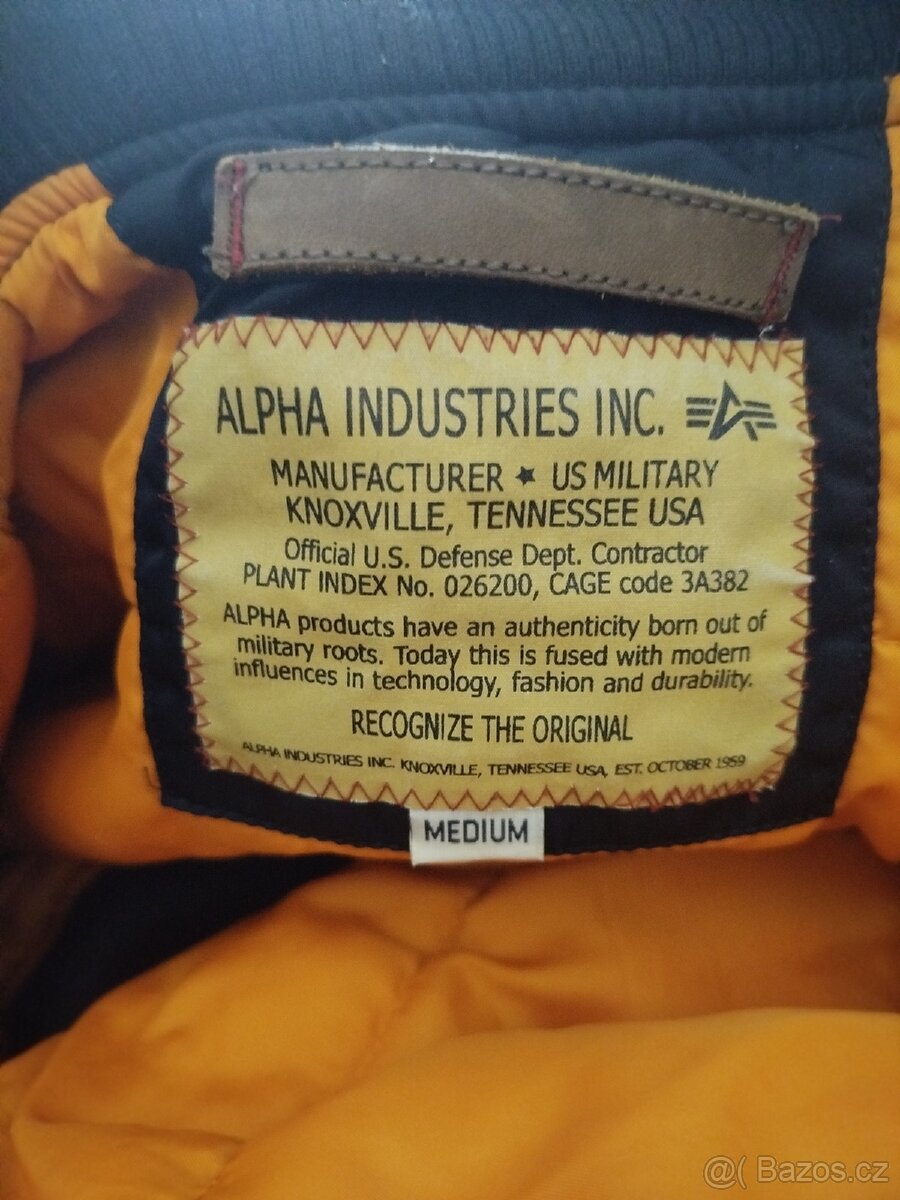 ALPHA INDUSTRIES INC.
MANUFACTURER ★ US MILITARY
KNOXVILLE, TENNESSEE USA
Official U.S. Defense Dept. Contractor
PLANT INDEX No. 026200, CAGE code 3A382
ALPHA products have an authenticity born out of
military roots. Today this is fused with modern
influences in technology, fashion and durability.
RECOGNIZE THE ORIGINAL
ALPHA INDUSTRIES INC. KNOXVILLE, TENNESSEE USA, EST. OCTOBER 1959
MEDIUM
@( Bazos.cz